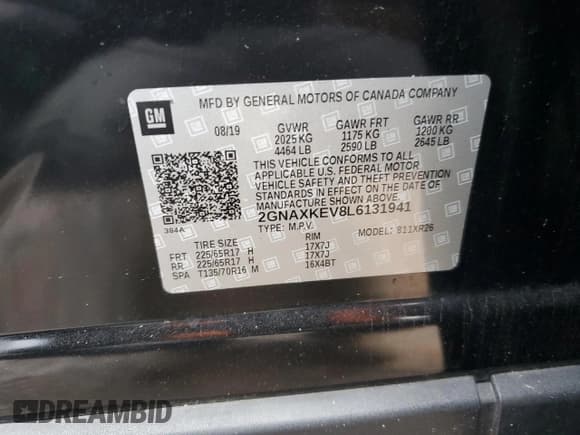 MFD BY GENERAL MOTORS OF CANADA COMPANY
GM
08/19 GVWR GAWR FRT GAWR RR
2025 KG 1175 KG 1200 KG
4464 LB 2590 LB 2645 LB
THIS VEHICLE CONFORMS TO ALL
APPLICABLE U.S. FEDERAL MOTOR
VEHICLE SAFETY AND THEFT PREVENTION
STANDARDS IN EFFECT ON THE DATE OF
MANUFACTURE SHOWN ABOVE.
2GNAXKEV8L6131941
384A
TYPE: M.P.V. MODEL: 811XR26
TIRE SIZE RIM
FRT 225/65R17 H 17X7J
RR 225/65R17 H 17X7J
SPA T135/70R16 M 16X4BT
DREAMBID